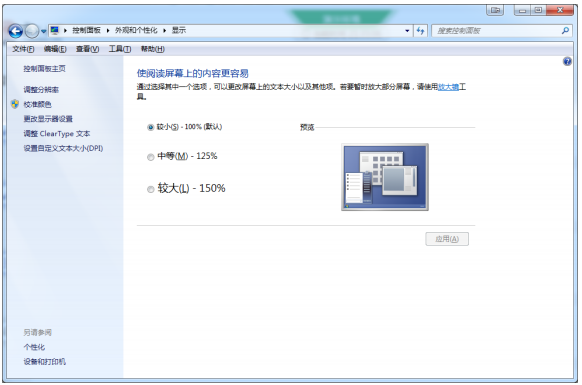 控制面板 ▸ 外观和个性化 ▸ 显示
搜索控制面板
文件(F) 编辑(E) 查看(V) 工具(T) 帮助(H)
控制面板主页
调整分辨率
校准颜色
更改显示器设置
调整 ClearType 文本
设置自定义文本大小(DPI)
另请参阅
个性化
设备和打印机
使阅读屏幕上的内容更容易
通过选择其中一个选项，可以更改屏幕上的文本大小以及其他项。若要暂时放大部分屏幕，请使用放大镜工
具。
较小(S) - 100% (默认)
预览
中等(M) - 125%
较大(L) - 150%
应用(A)